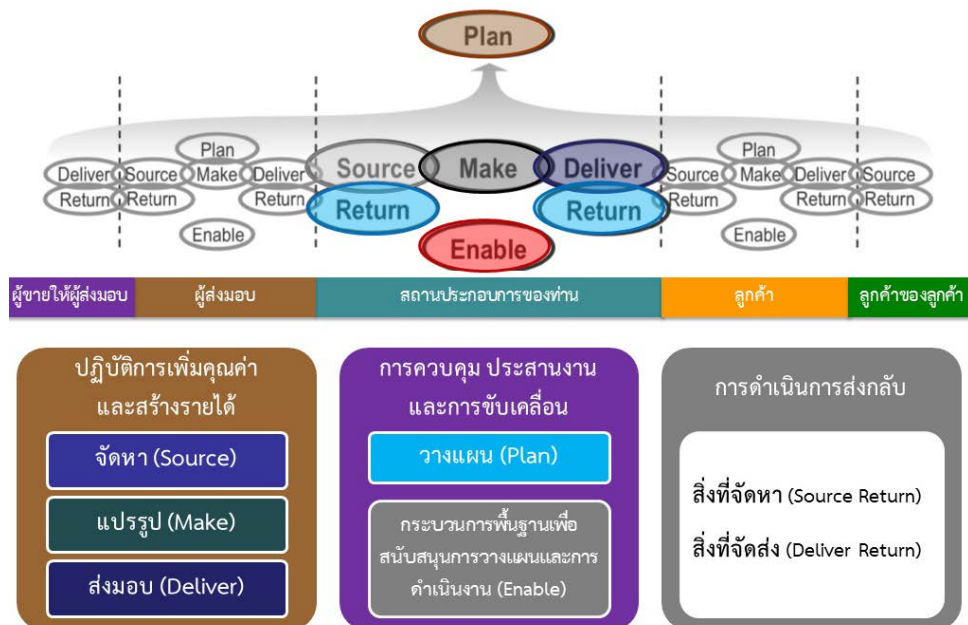 Plan
Plan
Plan
Deliver Source Make Deliver Source Make Deliver Source Make Deliver Source
Return Return Return Return Return Return Return Return
Enable Enable Enable
ผู้ขายให้ผู้ส่งมอบ ผู้ส่งมอบ สถานประกอบการของท่าน ลูกค้า ลูกค้าของลูกค้า
ปฏิบัติการเพิ่มคุณค่า
และสร้างรายได้
จัดหา (Source)
แปรรูป (Make)
ส่งมอบ (Deliver)
การควบคุม ประสานงาน
และการขับเคลื่อน
วางแผน (Plan)
กระบวนการพื้นฐานเพื่อ
สนับสนุนการวางแผนและการ
ดำเนินงาน (Enable)
การดำเนินการส่งกลับ
สิ่งที่จัดหา (Source Return)
สิ่งที่จัดส่ง (Deliver Return)